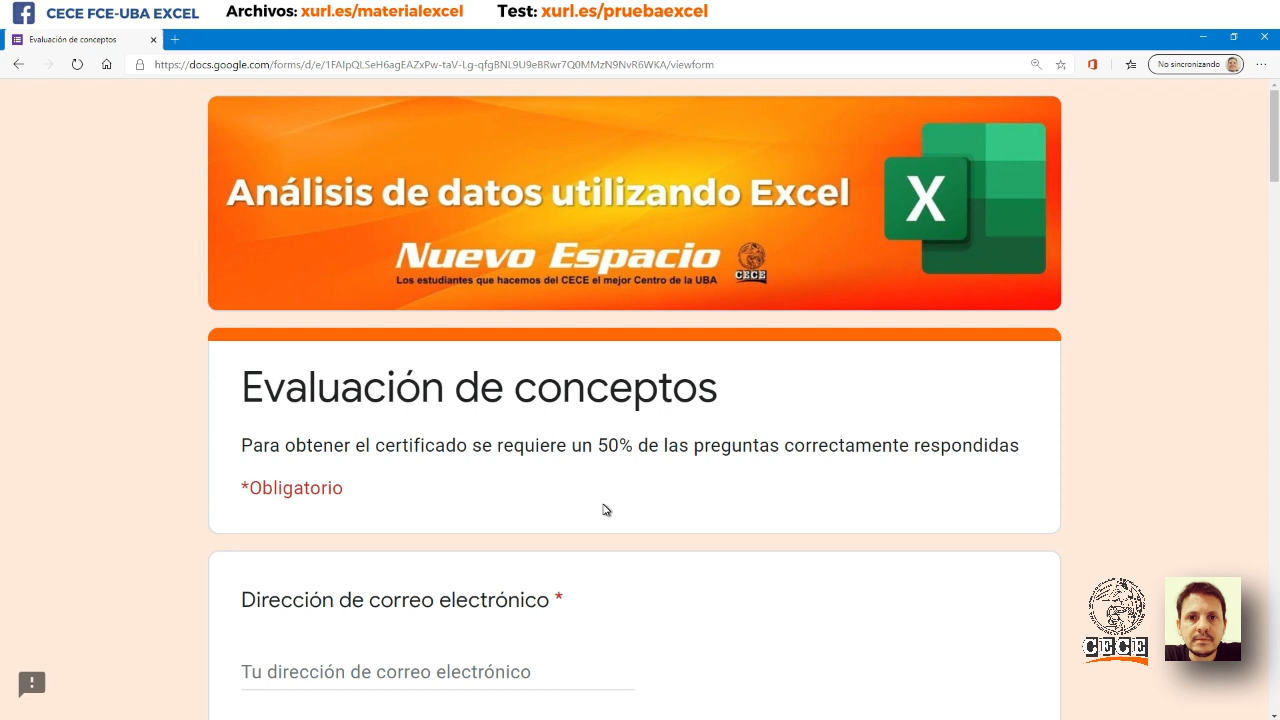 CECE FCE-UBA EXCEL Archivos: xurl.es/materialexcel Test: xurl.es/pruebaexcel
Evaluación de conceptos
https://docs.google.com/forms/d/e/1FAIpQLSeH6agEAZxPw-taV-Lg-qfgBNL9U9eBRwr7Q0MMzN9NvR6WKA/viewform No sincronizando
Análisis de datos utilizando Excel
X
Nuevo Espacio
CECE
Los estudiantes que hacemos del CECE el mejor Centro de la UBA
Evaluación de conceptos
Para obtener el certificado se requiere un 50% de las preguntas correctamente respondidas
*Obligatorio
Dirección de correo electrónico *
Tu dirección de correo electrónico
CECE